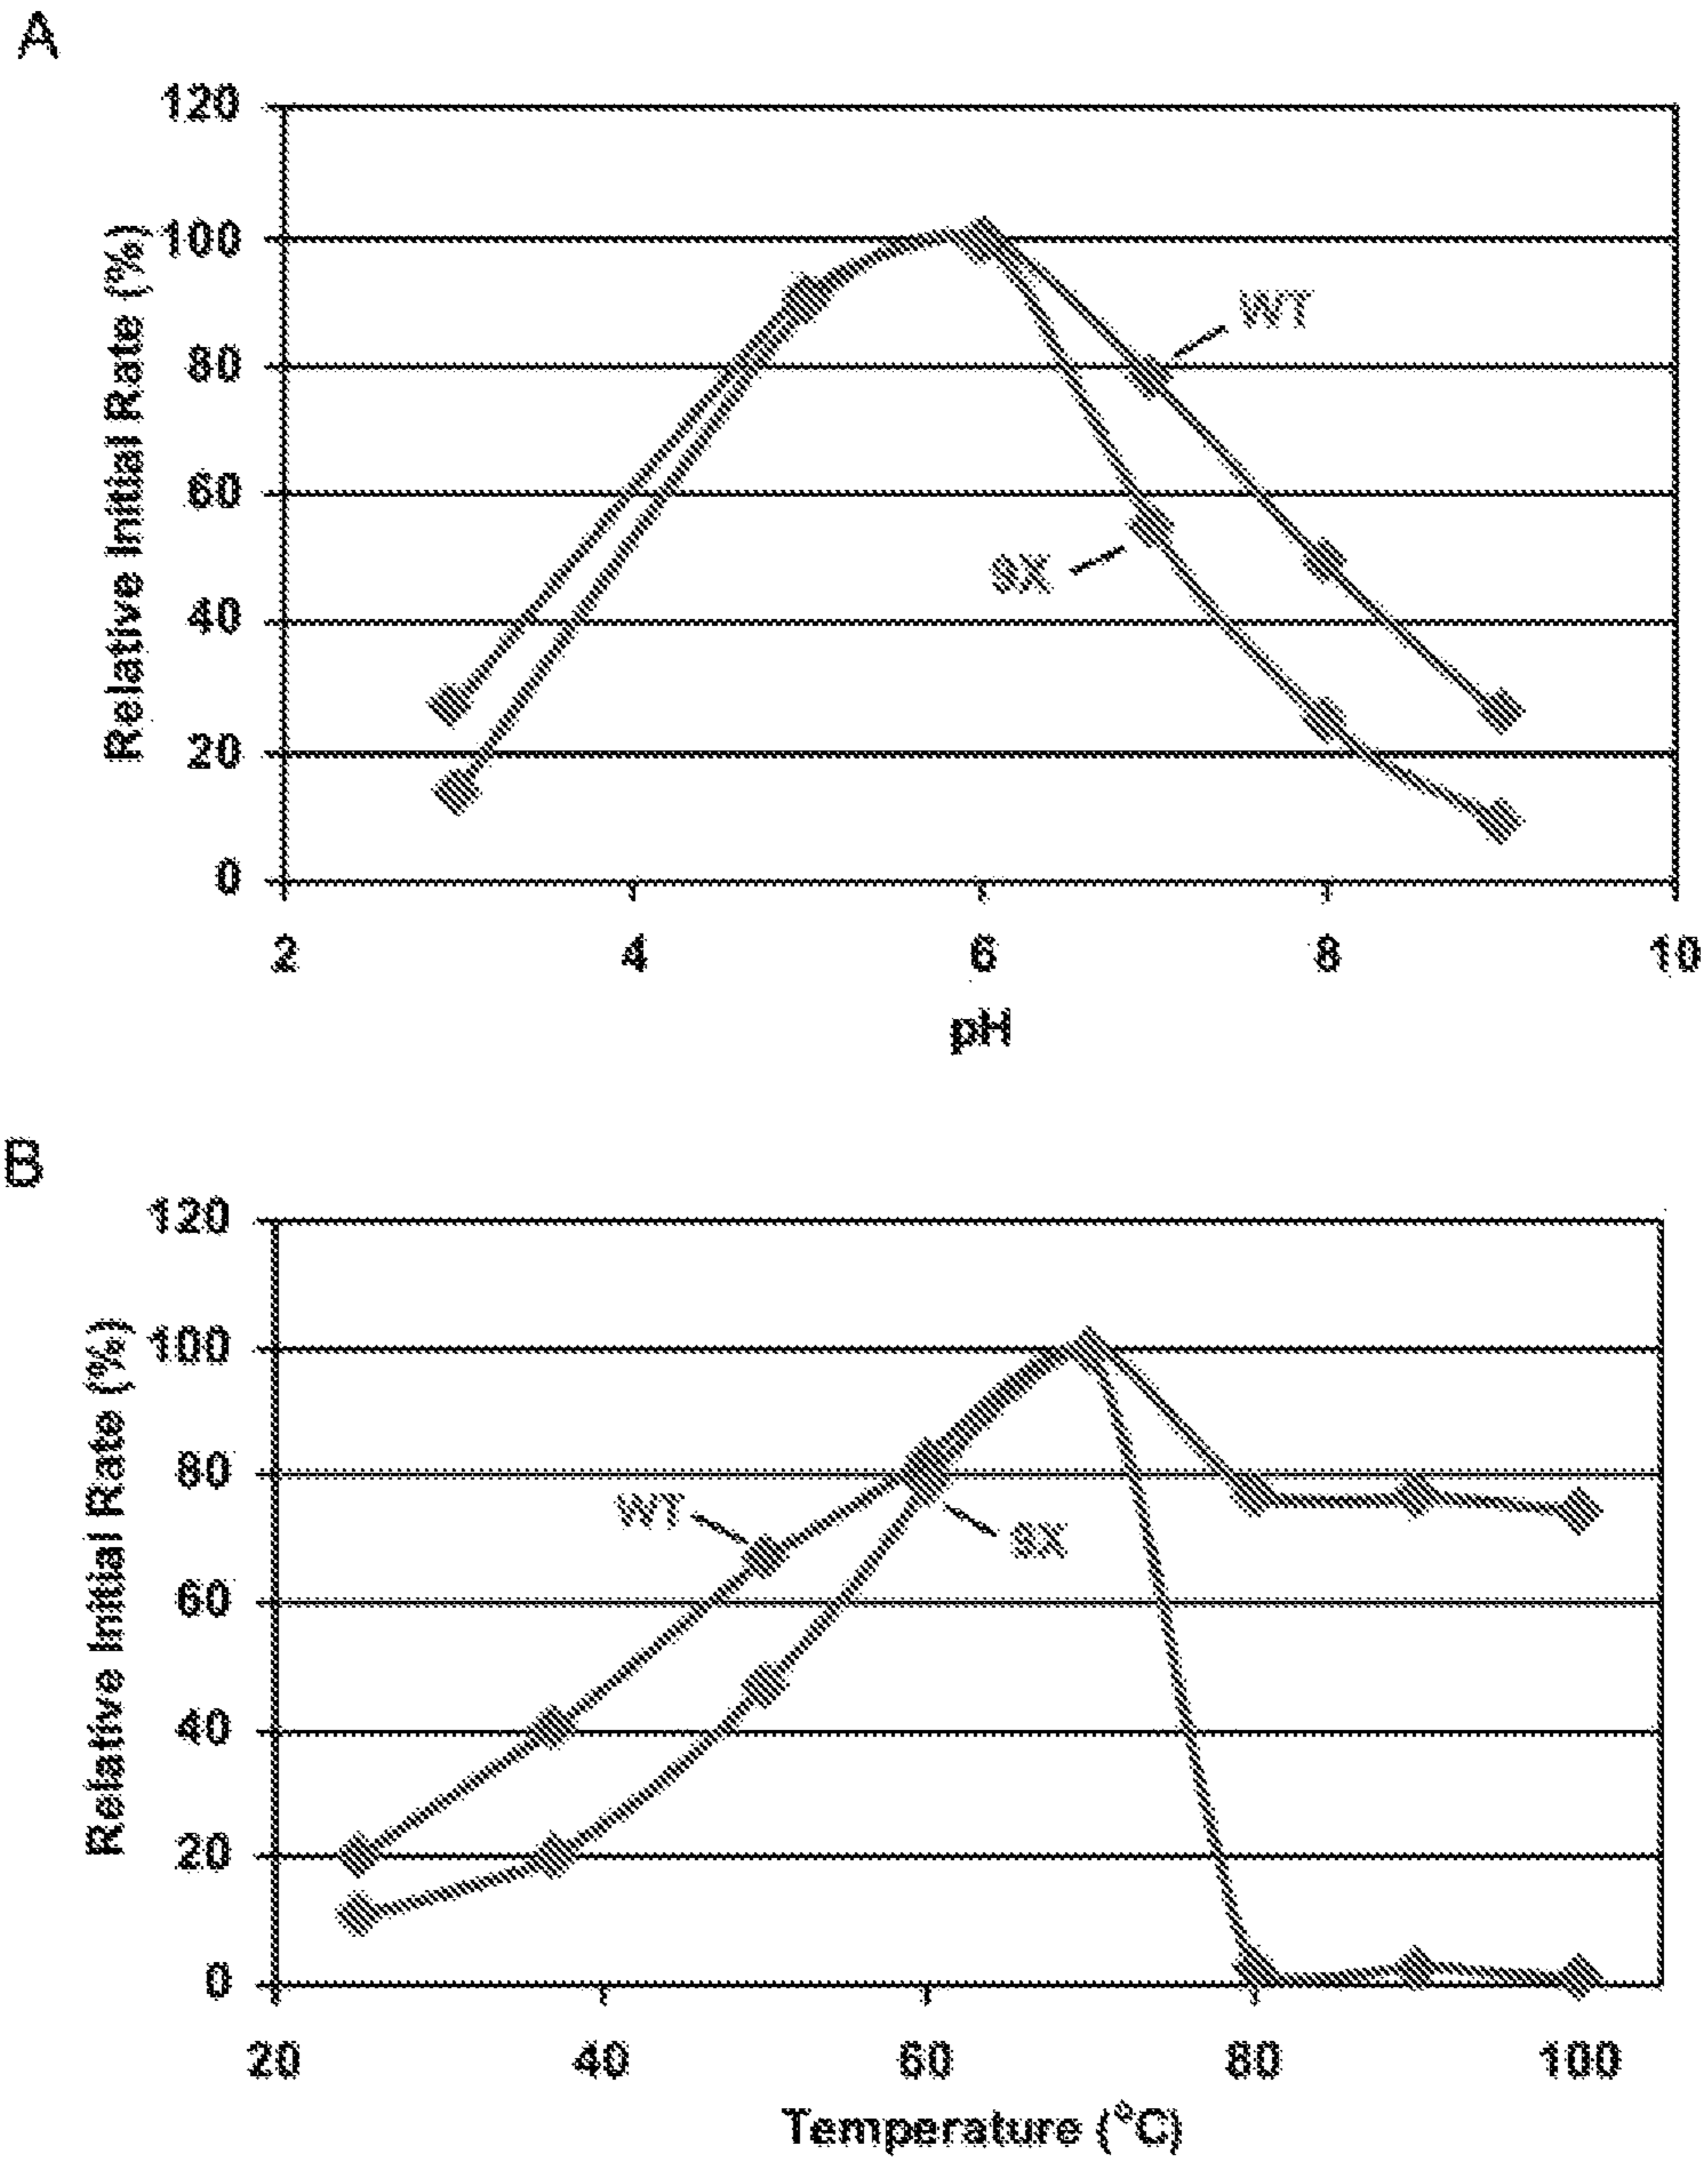 A
120
100
80
60
40
20
0
Relative Initial Rate (%)
WT
9X
2 4 6 8 10
pH
B
120
100
80
60
40
20
0
Relative Initial Rate (%)
WT
9X
20 40 60 80 100
Temperature (°C)